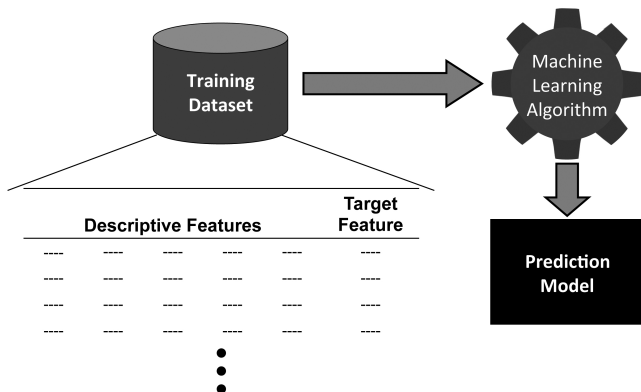 Training
Dataset
Machine
Learning
Algorithm
Target
Descriptive Features Feature
---- ---- ---- ---- ---- ----
---- ---- ---- ---- ---- ----
---- ---- ---- ---- ---- ----
---- ---- ---- ---- ---- ----
Prediction
Model